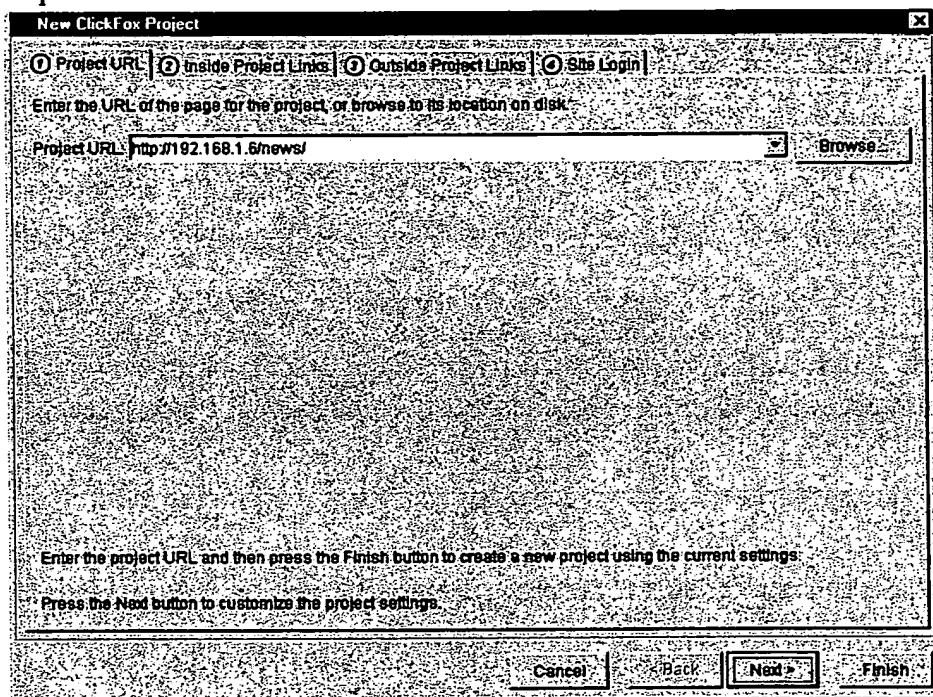 New ClickFox Project
① Project URL ② Inside Project Links ③ Outside Project Links ④ Site Login
Enter the URL of the page for the project, or browse to its location on disk.
Project URL: http://192.168.1.6/news/ Browse...
Enter the project URL and then press the Finish button to create a new project using the current settings.
Press the Next button to customize the project settings.
Cancel < Back Next > Finish